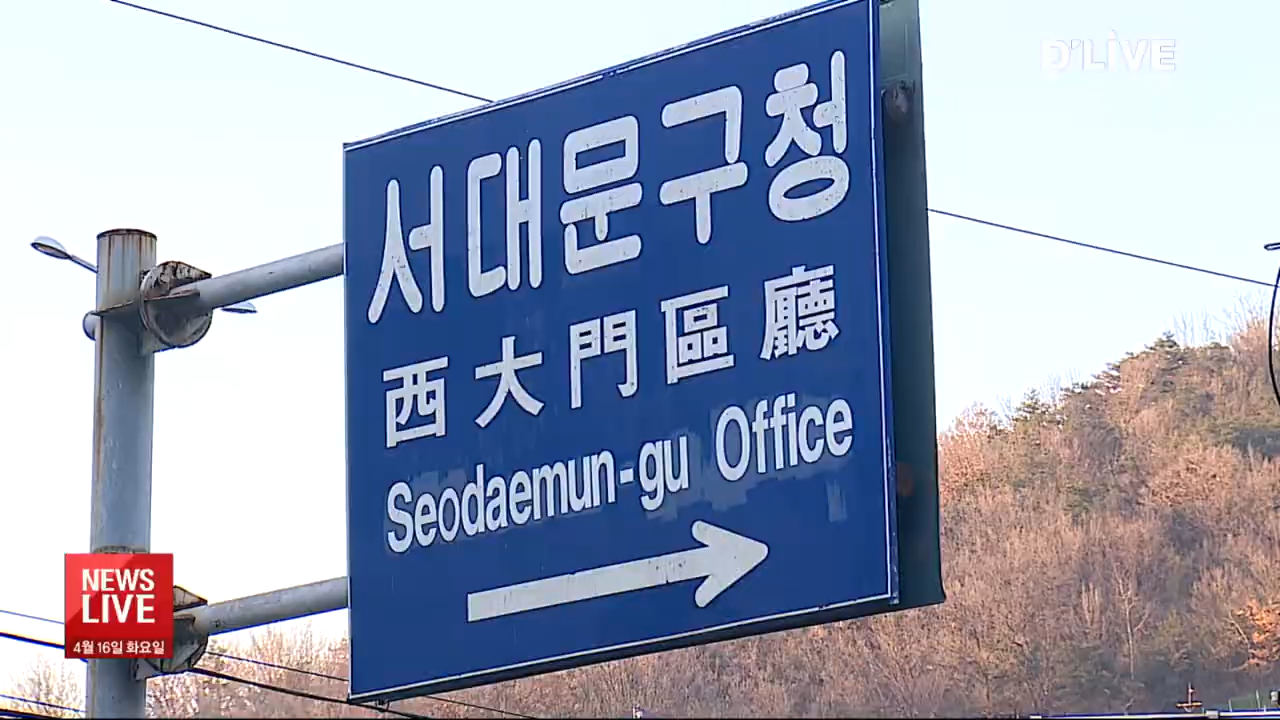 D'LIVE
서대문구청
西大門區廳
Seodaemun-gu Office
NEWS
LIVE
4월 16일 화요일